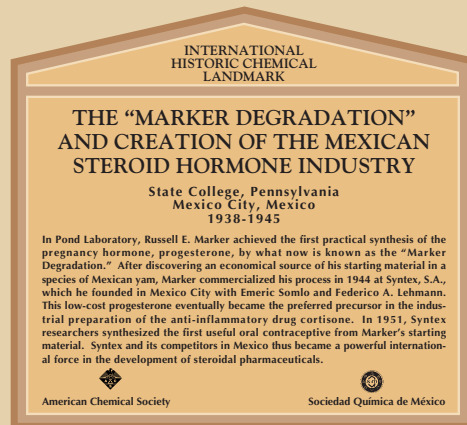 INTERNATIONAL
HISTORIC CHEMICAL
LANDMARK
THE “MARKER DEGRADATION”
AND CREATION OF THE MEXICAN
STEROID HORMONE INDUSTRY
State College, Pennsylvania
Mexico City, Mexico
1938-1945
In Pond Laboratory, Russell E. Marker achieved the first practical synthesis of the
pregnancy hormone, progesterone, by what now is known as the “Marker
Degradation.” After discovering an economical source of his starting material in a
species of Mexican yam, Marker commercialized his process in 1944 at Syntex, S.A.,
which he founded in Mexico City with Emeric Somlo and Federico A. Lehmann.
This low-cost progesterone eventually became the preferred precursor in the indus-
trial preparation of the anti-inflammatory drug cortisone. In 1951, Syntex
researchers synthesized the first useful oral contraceptive from Marker’s starting
material. Syntex and its competitors in Mexico thus became a powerful internation-
al force in the development of steroidal pharmaceuticals.
American Chemical Society
Sociedad Química de México